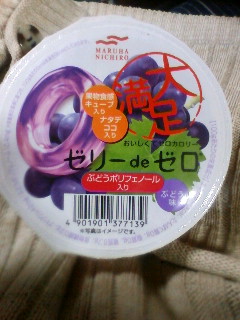 MARUHA
NICHIRO
果物食感
キューブ
入り
ナタデ
ココ
入り
大
満足
おいしくゼロカロリー
ゼリーdeゼロ
ぶどうポリフェノール
入り
ぶどう
味
4 901901 377139
※写真はイメージです。